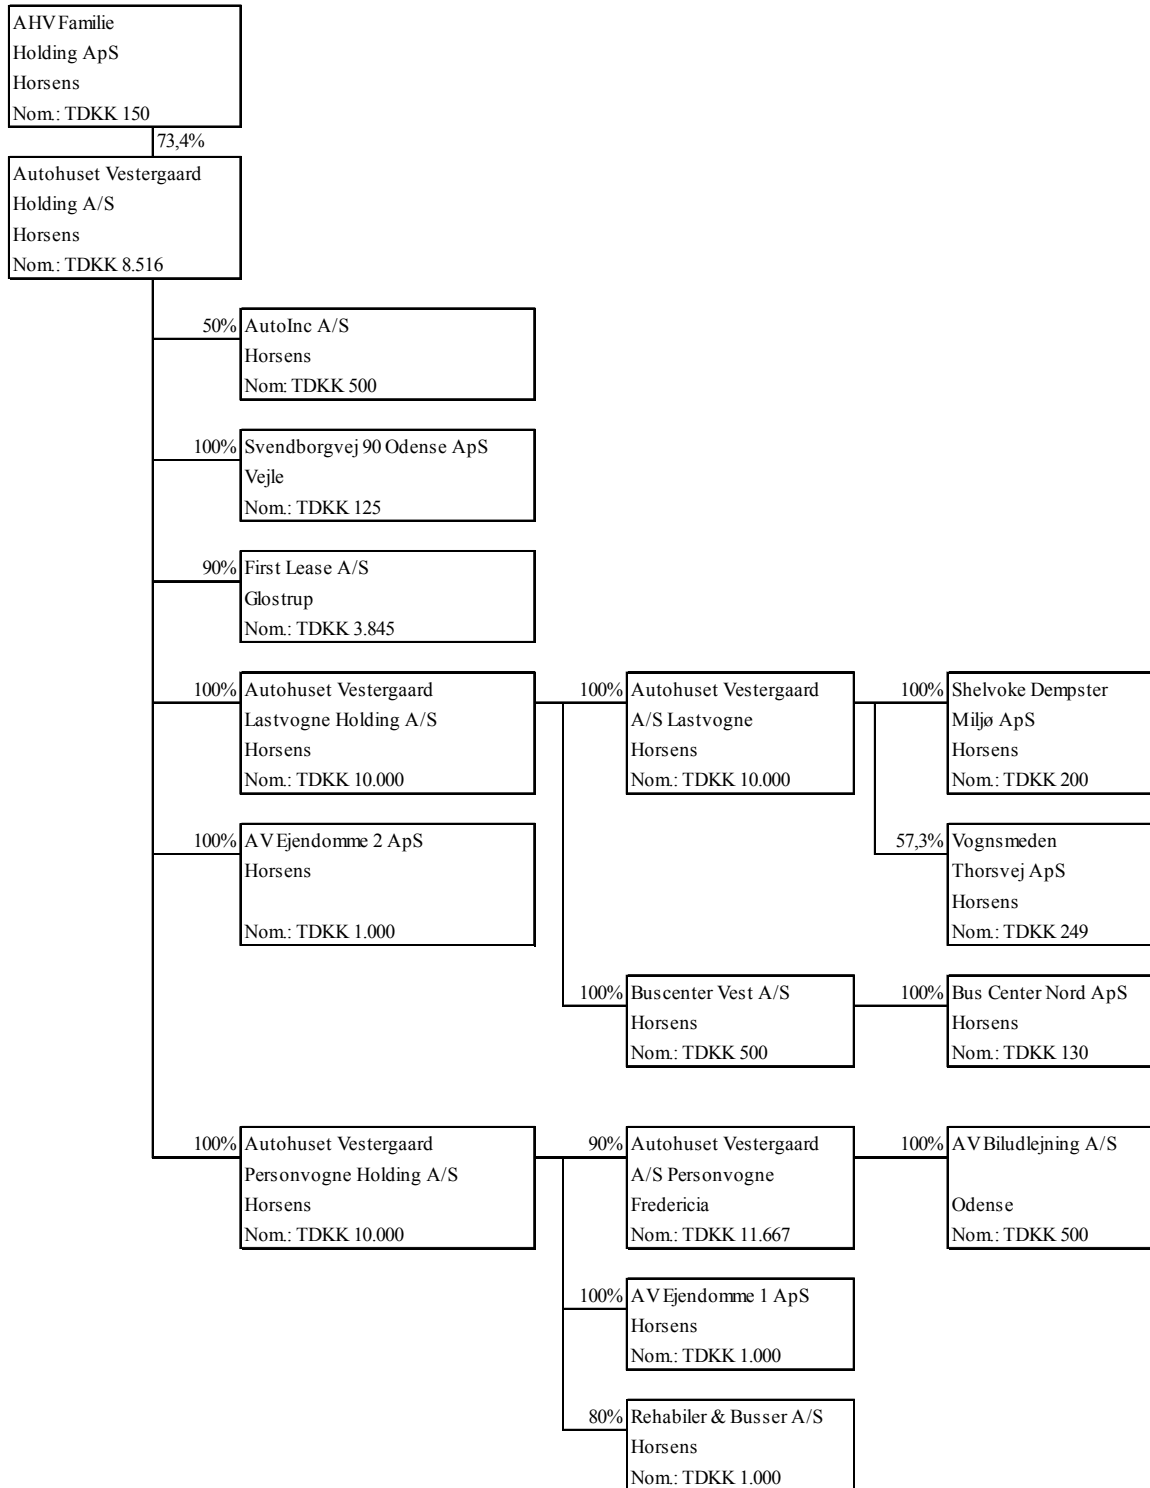 AHV Familie
Holding ApS
Horsens
Nom.: TDKK 150
73,4%
Autohuset Vestergaard
Holding A/S
Horsens
Nom.: TDKK 8.516
50% AutoInc A/S
Horsens
Nom: TDKK 500
100% Svendborgvej 90 Odense ApS
Vejle
Nom.: TDKK 125
90% First Lease A/S
Glostrup
Nom.: TDKK 3.845
100% Autohuset Vestergaard
Lastvogne Holding A/S
Horsens
Nom.: TDKK 10.000
100% Autohuset Vestergaard
A/S Lastvogne
Horsens
Nom.: TDKK 10.000
100% Shelvoke Dempster
Miljø ApS
Horsens
Nom.: TDKK 200
100% AV Ejendomme 2 ApS
Horsens
Nom.: TDKK 1.000
57,3% Vognsmeden
Thorsvej ApS
Horsens
Nom.: TDKK 249
100% Buscenter Vest A/S
Horsens
Nom.: TDKK 500
100% Bus Center Nord ApS
Horsens
Nom.: TDKK 130
100% Autohuset Vestergaard
Personvogne Holding A/S
Horsens
Nom.: TDKK 10.000
90% Autohuset Vestergaard
A/S Personvogne
Fredericia
Nom.: TDKK 11.667
100% AV Biludlejning A/S
Odense
Nom.: TDKK 500
100% AV Ejendomme 1 ApS
Horsens
Nom.: TDKK 1.000
80% Rehabiler & Busser A/S
Horsens
Nom.: TDKK 1.000